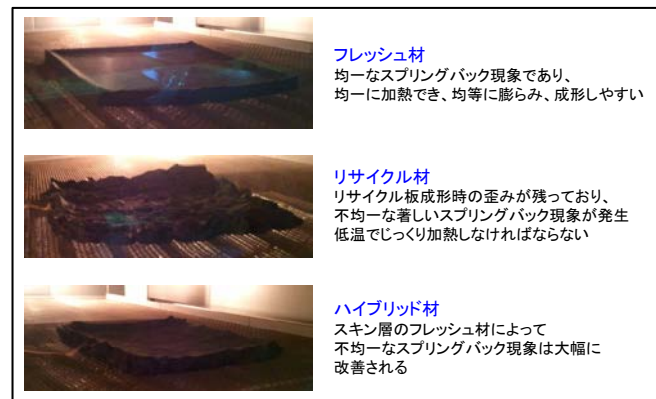 フレッシュ材
均一なスプリングバック現象であり、
均一に加熱でき、均等に膨らみ、成形しやすい
リサイクル材
リサイクル板成形時の歪みが残っており、
不均一な著しいスプリングバック現象が発生
低温でじっくり加熱しなければならない
ハイブリッド材
スキン層のフレッシュ材によって
不均一なスプリングバック現象は大幅に
改善される